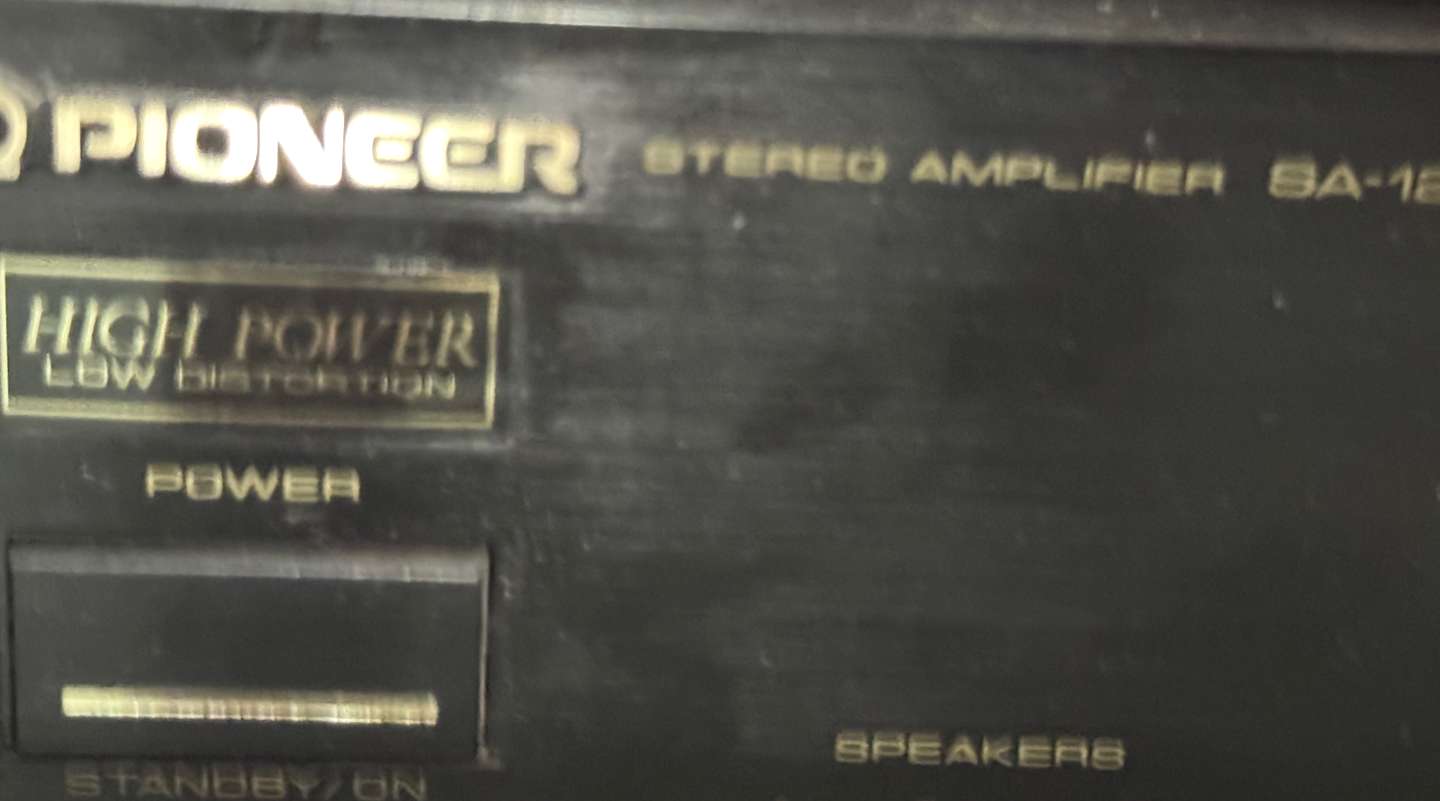 PIONEER STEREO AMPLIFIER
HIGH POWER
LOW DISTORTION
POWER
STANDBY/ON
SPEAKERS